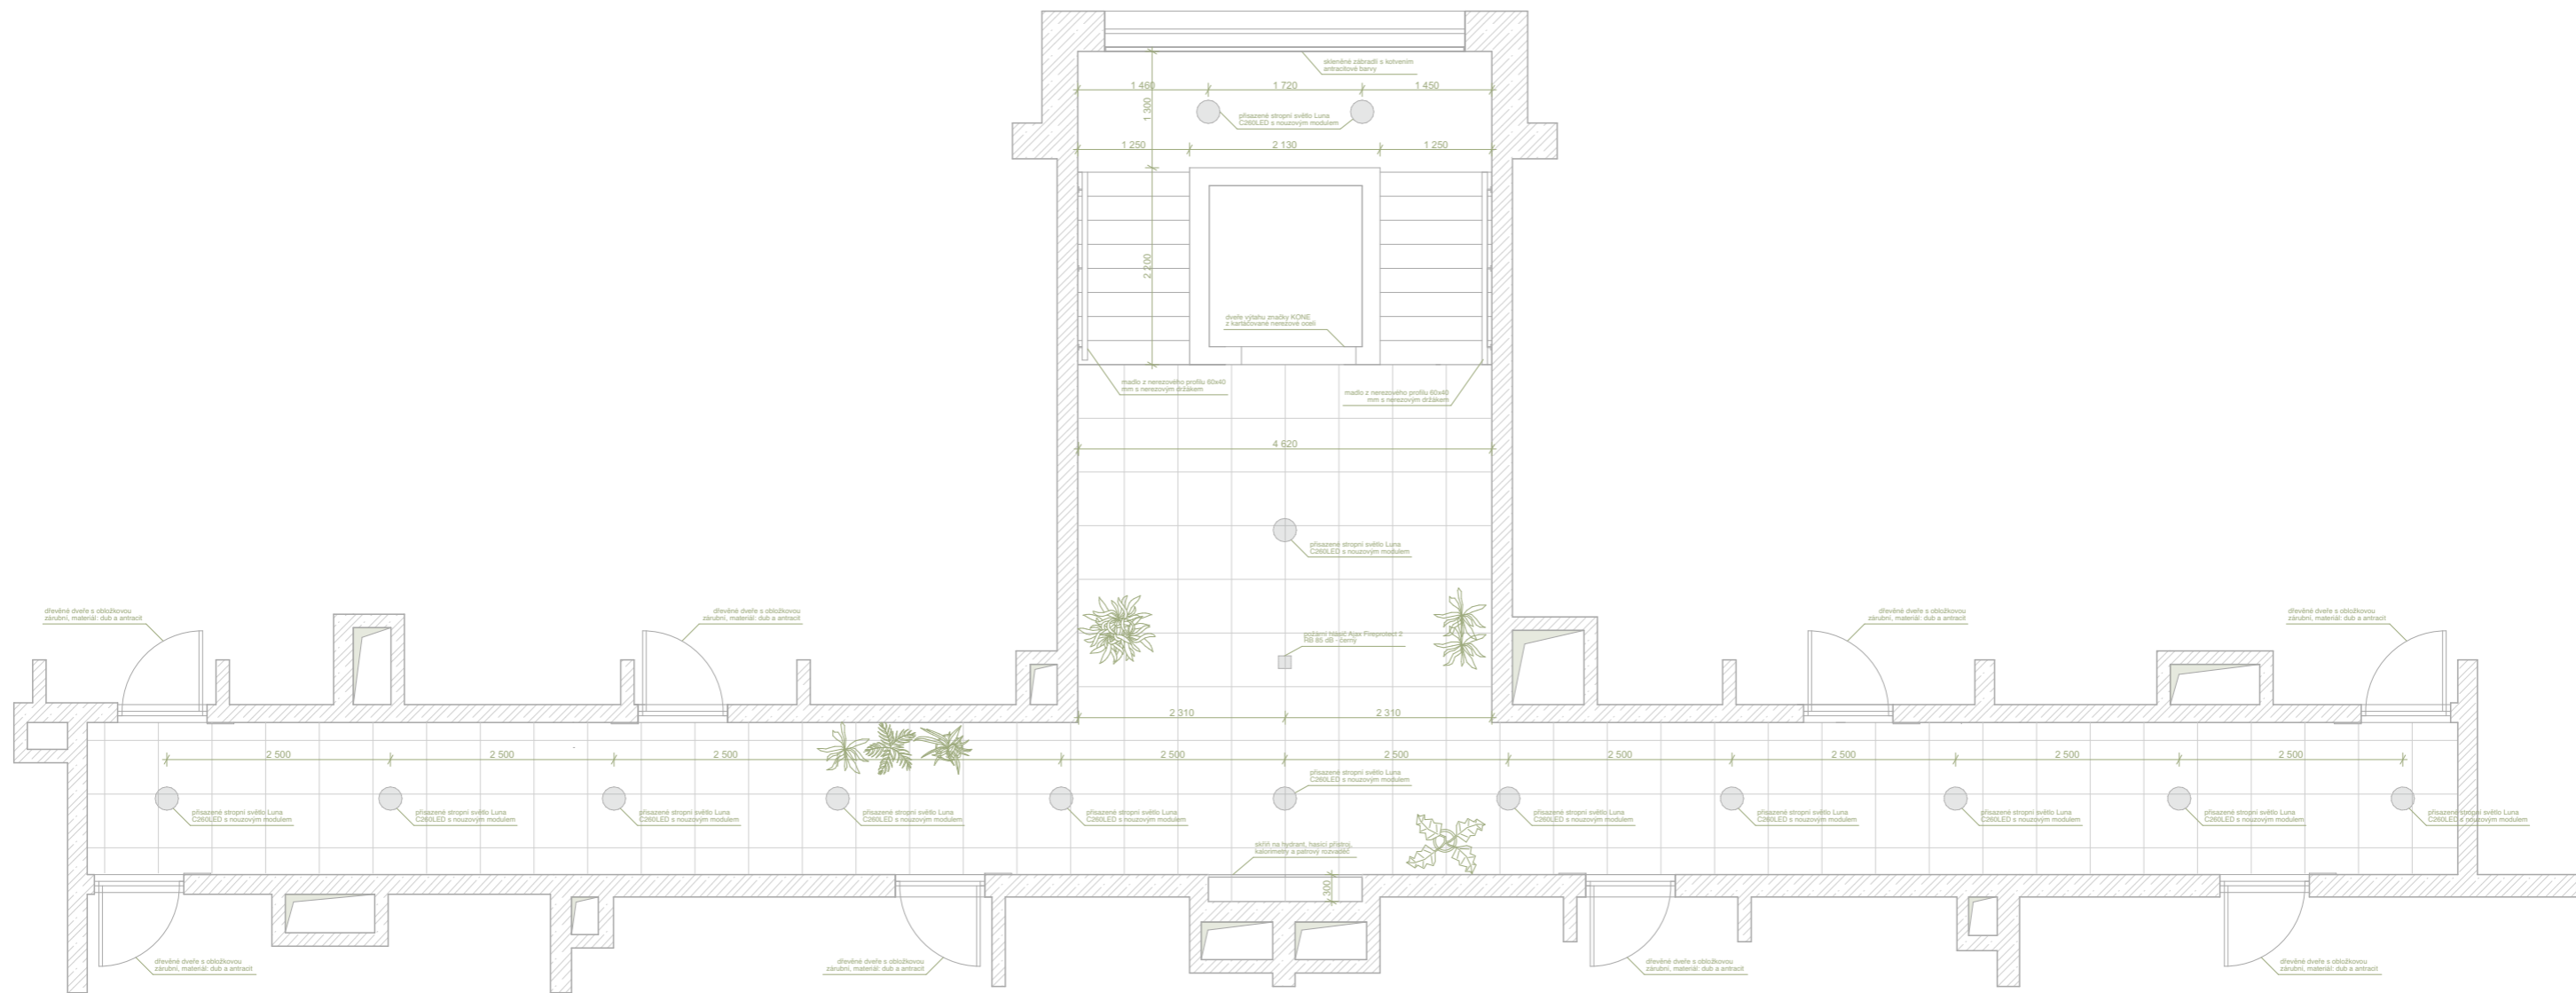 skleněné zábradlí s kotvením
antracitové barvy
1 460
1 720
1 450
1 300
přisazené stropní světlo Luna
C260LED s nouzovým modulem
1 250
2 130
1 250
2 200
dveře výtahu značky KONE
z kartáčované nerezové oceli
madlo z nerezového profilu 60x40
mm s nerezovým držákem
madlo z nerezového profilu 60x40
mm s nerezovým držákem
4 620
přisazené stropní světlo Luna
C260LED s nouzovým modulem
dřevěné dveře s obložkovou
zárubní, materiál: dub a antracit
dřevěné dveře s obložkovou
zárubní, materiál: dub a antracit
požární hlásič Ajax Fireprotect 2
RB 85 dB - černý
dřevěné dveře s obložkovou
zárubní, materiál: dub a antracit
dřevěné dveře s obložkovou
zárubní, materiál: dub a antracit
2 310
2 310
2 500
2 500
2 500
2 500
2 500
2 500
2 500
2 500
2 500
přisazené stropní světlo Luna
C260LED s nouzovým modulem
přisazené stropní světlo Luna
C260LED s nouzovým modulem
přisazené stropní světlo Luna
C260LED s nouzovým modulem
přisazené stropní světlo Luna
C260LED s nouzovým modulem
přisazené stropní světlo Luna
C260LED s nouzovým modulem
přisazené stropní světlo Luna
C260LED s nouzovým modulem
přisazené stropní světlo Luna
C260LED s nouzovým modulem
přisazené stropní světlo Luna
C260LED s nouzovým modulem
přisazené stropní světlo Luna
C260LED s nouzovým modulem
přisazené stropní světlo Luna
C260LED s nouzovým modulem
přisazené stropní světlo Luna
C260LED s nouzovým modulem
skříň na hydrant, hasící přístroj,
kalorimetry a patrový rozvaděč
300
dřevěné dveře s obložkovou
zárubní, materiál: dub a antracit
dřevěné dveře s obložkovou
zárubní, materiál: dub a antracit
dřevěné dveře s obložkovou
zárubní, materiál: dub a antracit
dřevěné dveře s obložkovou
zárubní, materiál: dub a antracit